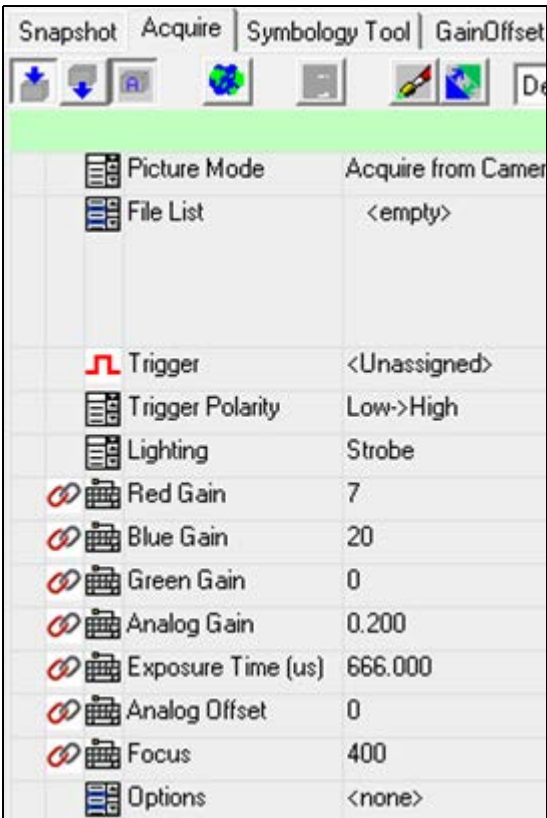 Snapshot Acquire Symbology Tool GainOffset
A De
Picture Mode Acquire from Camer
File List <empty>
Trigger <Unassigned>
Trigger Polarity Low->High
Lighting Strobe
Red Gain 7
Blue Gain 20
Green Gain 0
Analog Gain 0.200
Exposure Time (us) 666.000
Analog Offset 0
Focus 400
Options <none>